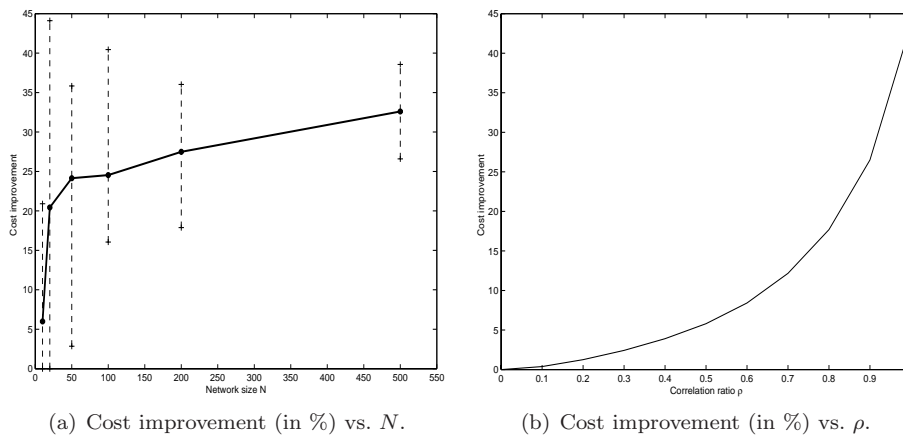 45
40
35
30
25
20
15
10
5
0
Cost improvement
0 50 100 150 200 250 300 350 400 450 500 550
Network size N
(a) Cost improvement (in %) vs. N.
45
40
35
30
25
20
15
10
5
0
Cost improvement
0 0.1 0.2 0.3 0.4 0.5 0.6 0.7 0.8 0.9
Correlation ratio ρ
(b) Cost improvement (in %) vs. ρ.